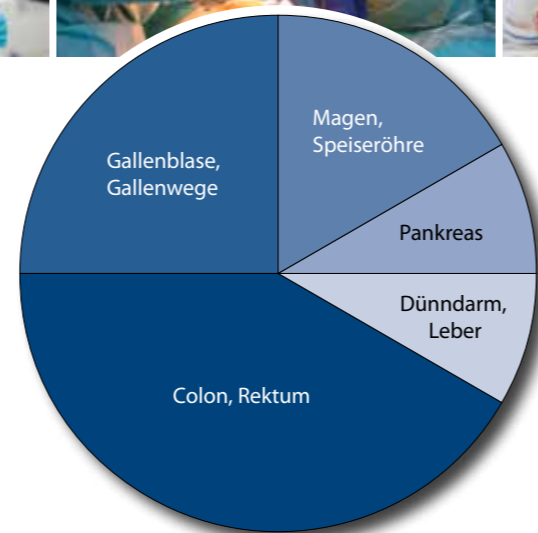 Magen,
Speiseröhre
Gallenblase,
Gallenwege
Pankreas
Dünndarm,
Leber
Colon, Rektum